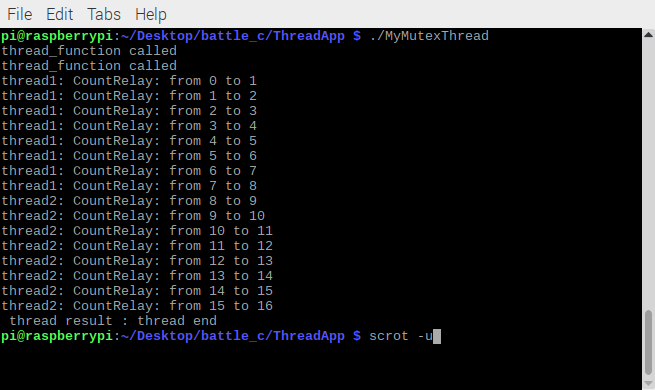 File Edit Tabs Help
pi@raspberrypi:~/Desktop/battle_c/ThreadApp $ ./MyMutexThread
thread_function called
thread_function called
thread1: CountRelay: from 0 to 1
thread1: CountRelay: from 1 to 2
thread1: CountRelay: from 2 to 3
thread1: CountRelay: from 3 to 4
thread1: CountRelay: from 4 to 5
thread1: CountRelay: from 5 to 6
thread1: CountRelay: from 6 to 7
thread1: CountRelay: from 7 to 8
thread2: CountRelay: from 8 to 9
thread2: CountRelay: from 9 to 10
thread2: CountRelay: from 10 to 11
thread2: CountRelay: from 11 to 12
thread2: CountRelay: from 12 to 13
thread2: CountRelay: from 13 to 14
thread2: CountRelay: from 14 to 15
thread2: CountRelay: from 15 to 16
 thread result : thread end
pi@raspberrypi:~/Desktop/battle_c/ThreadApp $ scrot -u